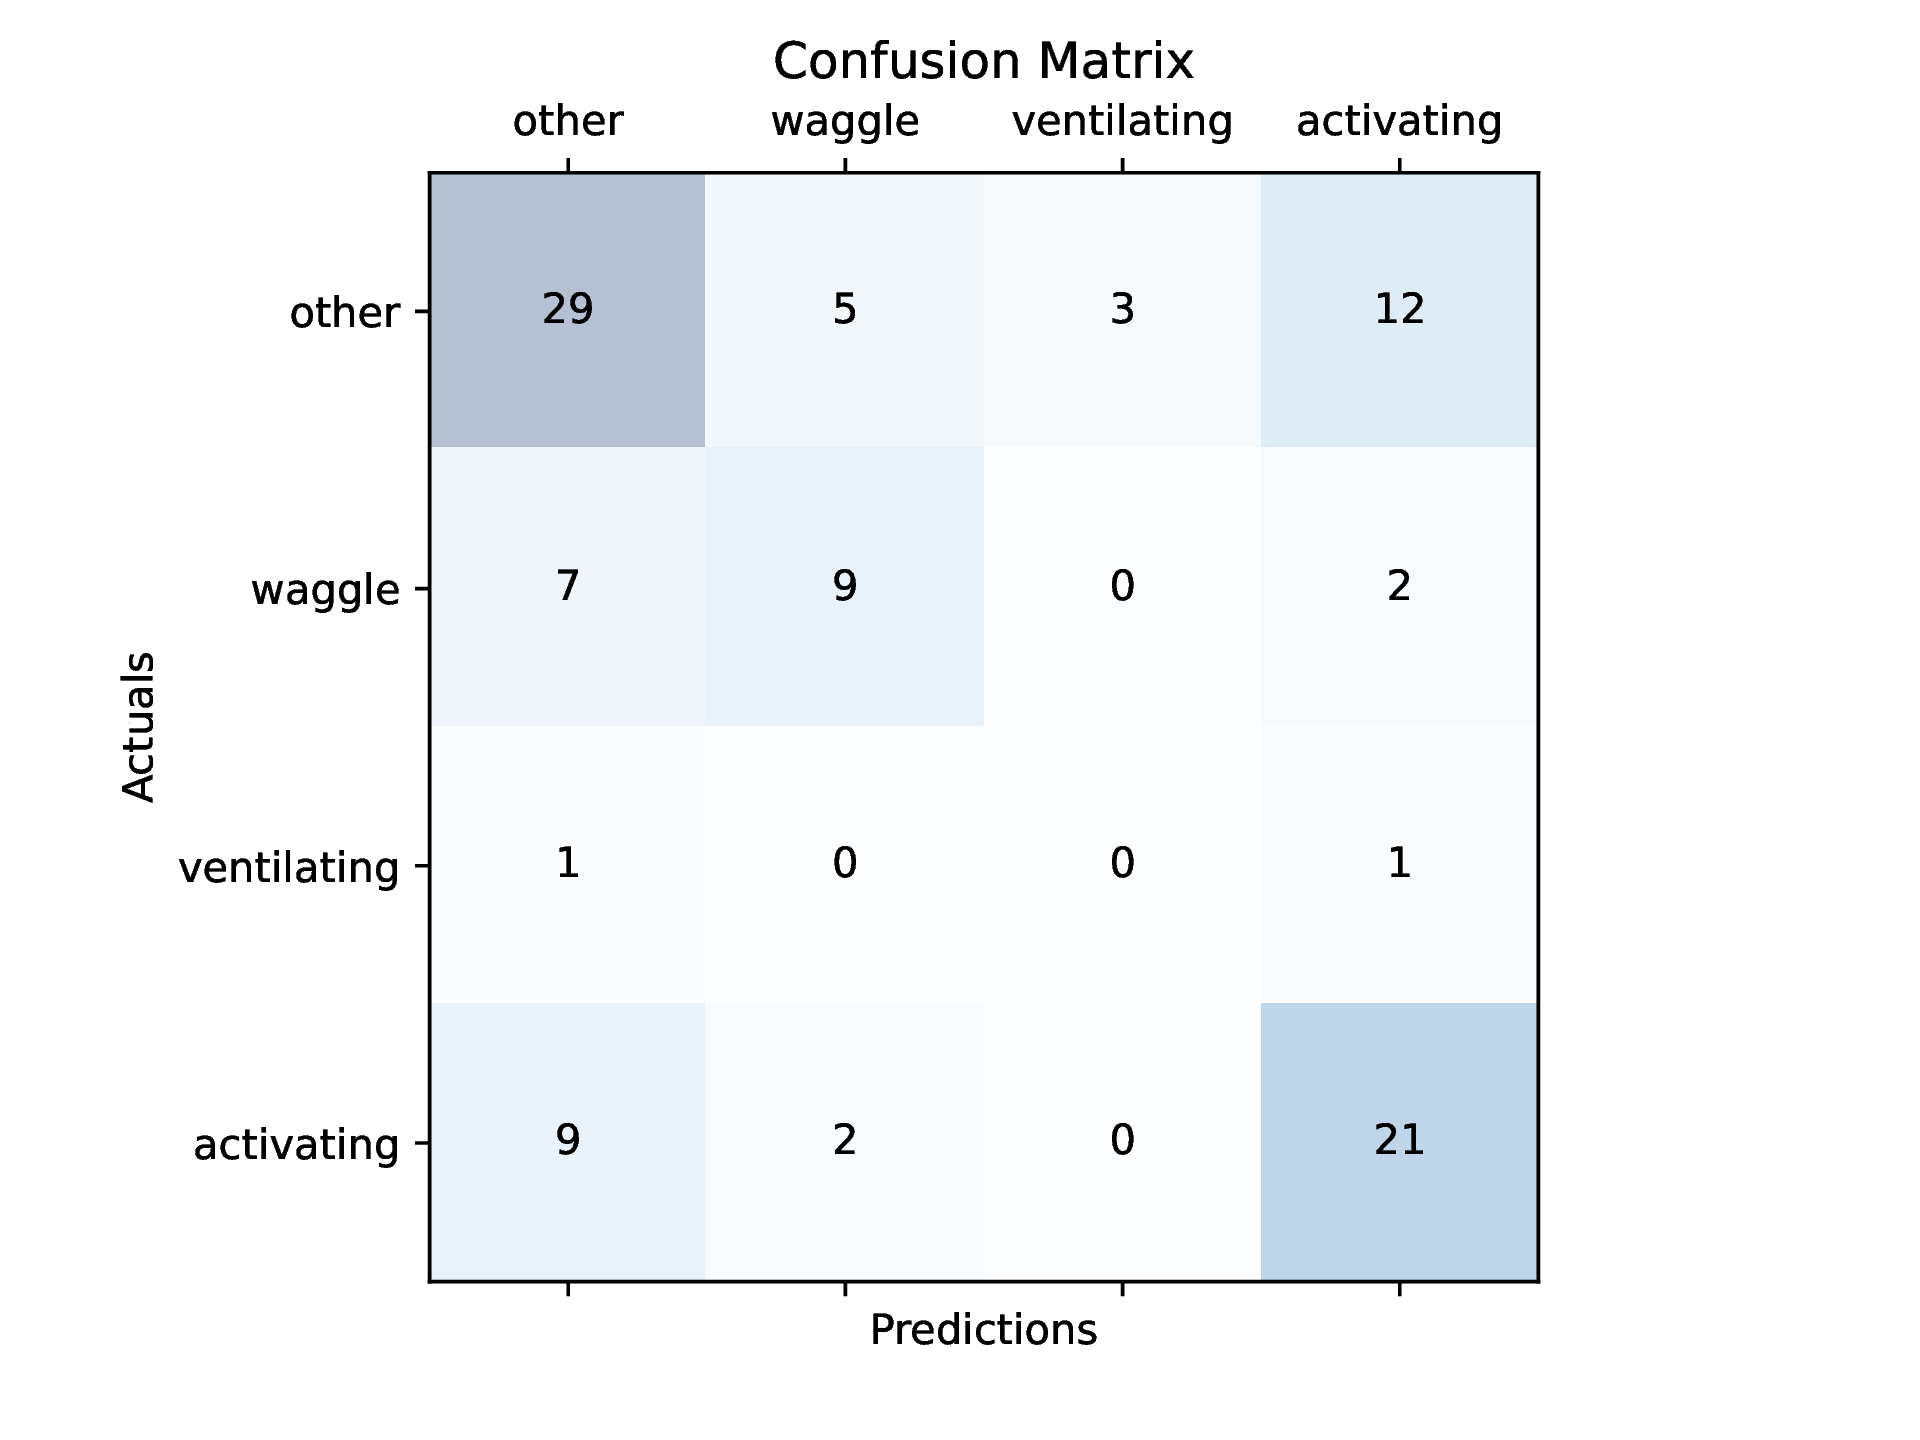 Confusion Matrix
other waggle ventilating activating
other 29 5 3 12
waggle 7 9 0 2
Actuals
ventilating 1 0 0 1
activating 9 2 0 21
Predictions